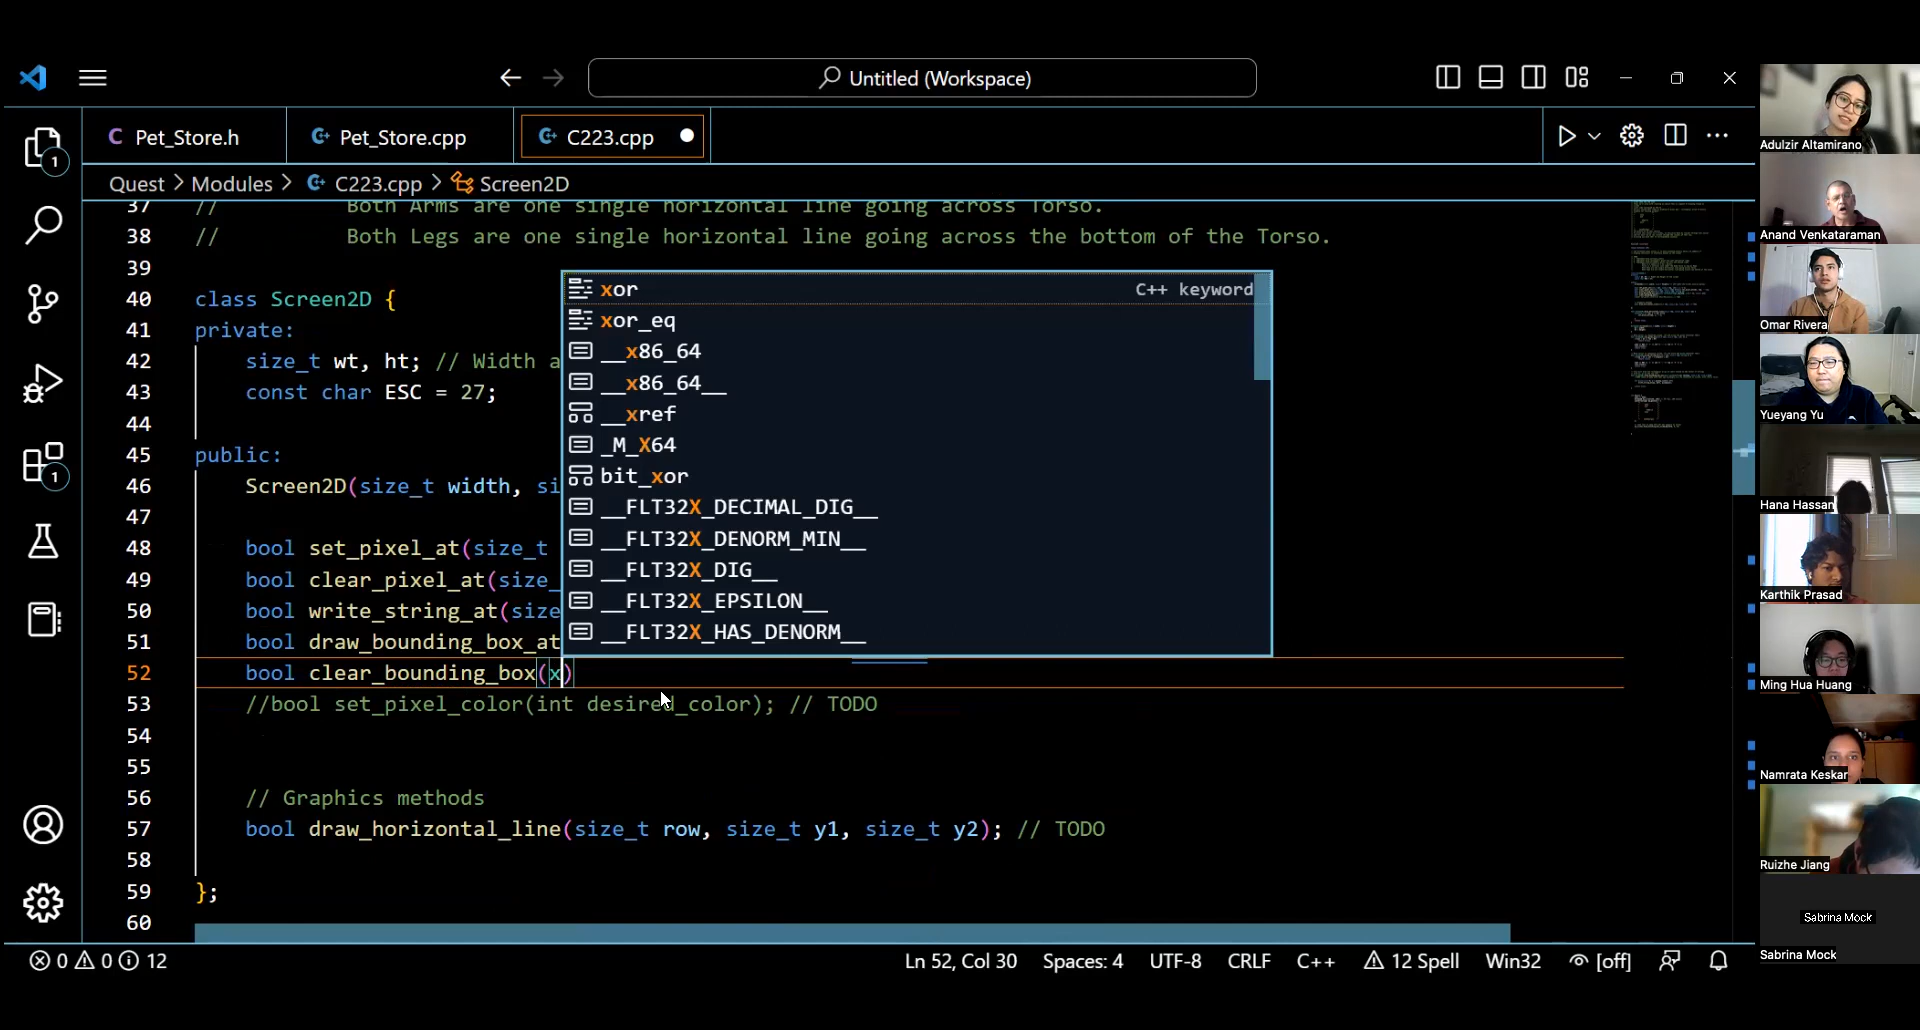 Untitled (Workspace)
Pet_Store.h
Pet_Store.cpp
C223.cpp
Quest > Modules > C223.cpp > Screen2D
37 // Both Arms are one single horizontal line going across Torso.
38 // Both Legs are one single horizontal line going across the bottom of the Torso.
39
40 class Screen2D {
41 private:
42 size_t wt, ht; // Width a
43 const char ESC = 27;
44
45 public:
46 Screen2D(size_t width, si
47
48 bool set_pixel_at(size_t
49 bool clear_pixel_at(size_
50 bool write_string_at(size
51 bool draw_bounding_box_at
52 bool clear_bounding_box(x)
53 //bool set_pixel_color(int desired_color); // TODO
54
55
56 // Graphics methods
57 bool draw_horizontal_line(size_t row, size_t y1, size_t y2); // TODO
58
59 };
60
xor C++ keyword
xor_eq
__x86_64
__x86_64__
__xref
_M_X64
bit_xor
__FLT32X_DECIMAL_DIG__
__FLT32X_DENORM_MIN__
__FLT32X_DIG__
__FLT32X_EPSILON__
__FLT32X_HAS_DENORM__
1
1
0 0 12
Ln 52, Col 30
Spaces: 4
UTF-8
CRLF
C++
12 Spell
Win32
[off]
Adulzir Altamirano
Anand Venkataraman
Omar Rivera
Yueyang Yu
Hana Hassan
Karthik Prasad
Ming Hua Huang
Namrata Keskar
Ruizhe Jiang
Sabrina Mock
Sabrina Mock